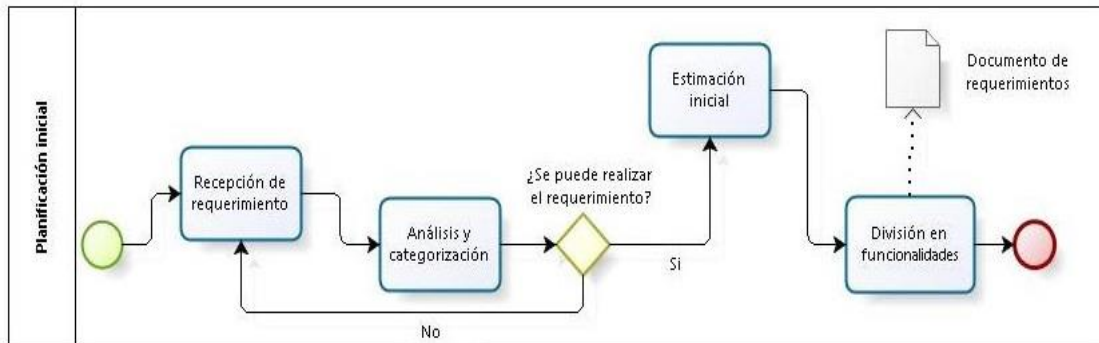 Planificación inicial
Recepción de
requerimiento
Análisis y
categorización
¿Se puede realizar
el requerimiento?
Si
No
Estimación
inicial
División en
funcionalidades
Documento de
requerimientos